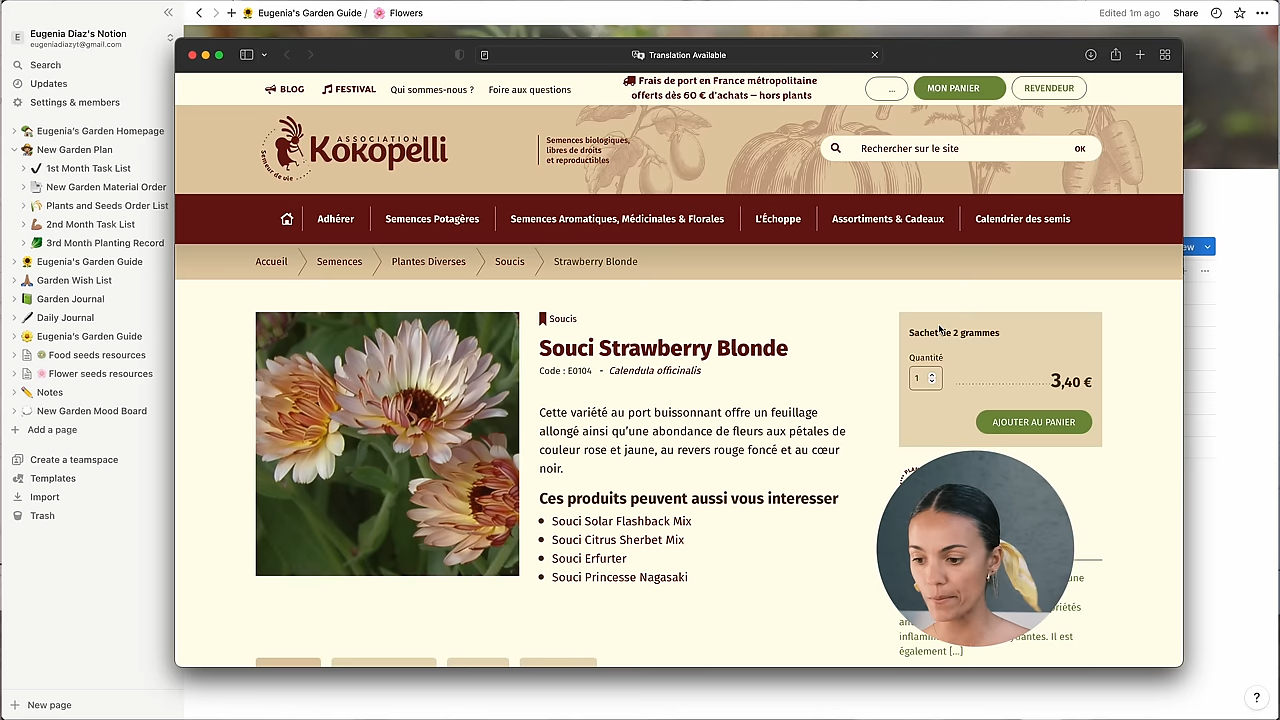 Eugenia's Garden Guide / Flowers
Edited 1m ago
Share
E
Eugenia Diaz's Notion
eugeniadiazyt@gmail.com
Search
Updates
Settings & members
Eugenia's Garden Homepage
New Garden Plan
1st Month Task List
New Garden Material Order
Plants and Seeds Order List
2nd Month Task List
3rd Month Planting Record
Eugenia's Garden Guide
Garden Wish List
Garden Journal
Daily Journal
Eugenia's Garden Guide
Food seeds resources
Flower seeds resources
Notes
New Garden Mood Board
Add a page
Create a teamspace
Templates
Import
Trash
New page
Translation Available
BLOG
FESTIVAL
Qui sommes-nous ?
Foire aux questions
Frais de port en France métropolitaine
offerts dès 60 € d'achats – hors plants
...
MON PANIER
REVENDEUR
ASSOCIATION
Kokopelli
Semeur de vie
Semences biologiques,
libres de droits
et reproductibles
Rechercher sur le site
OK
Adhérer
Semences Potagères
Semences Aromatiques, Médicinales & Florales
L'Échoppe
Assortiments & Cadeaux
Calendrier des semis
Accueil
Semences
Plantes Diverses
Soucis
Strawberry Blonde
Soucis
Souci Strawberry Blonde
Code : E0104 - Calendula officinalis
Cette variété au port buissonnant offre un feuillage
allongé ainsi qu'une abondance de fleurs aux pétales de
couleur rose et jaune, au revers rouge foncé et au cœur
noir.
Ces produits peuvent aussi vous interesser
Souci Solar Flashback Mix
Souci Citrus Sherbet Mix
Souci Erfurter
Souci Princesse Nagasaki
Sachet de 2 grammes
Quantité
1
3,40 €
AJOUTER AU PANIER
Il est
également [...]
?